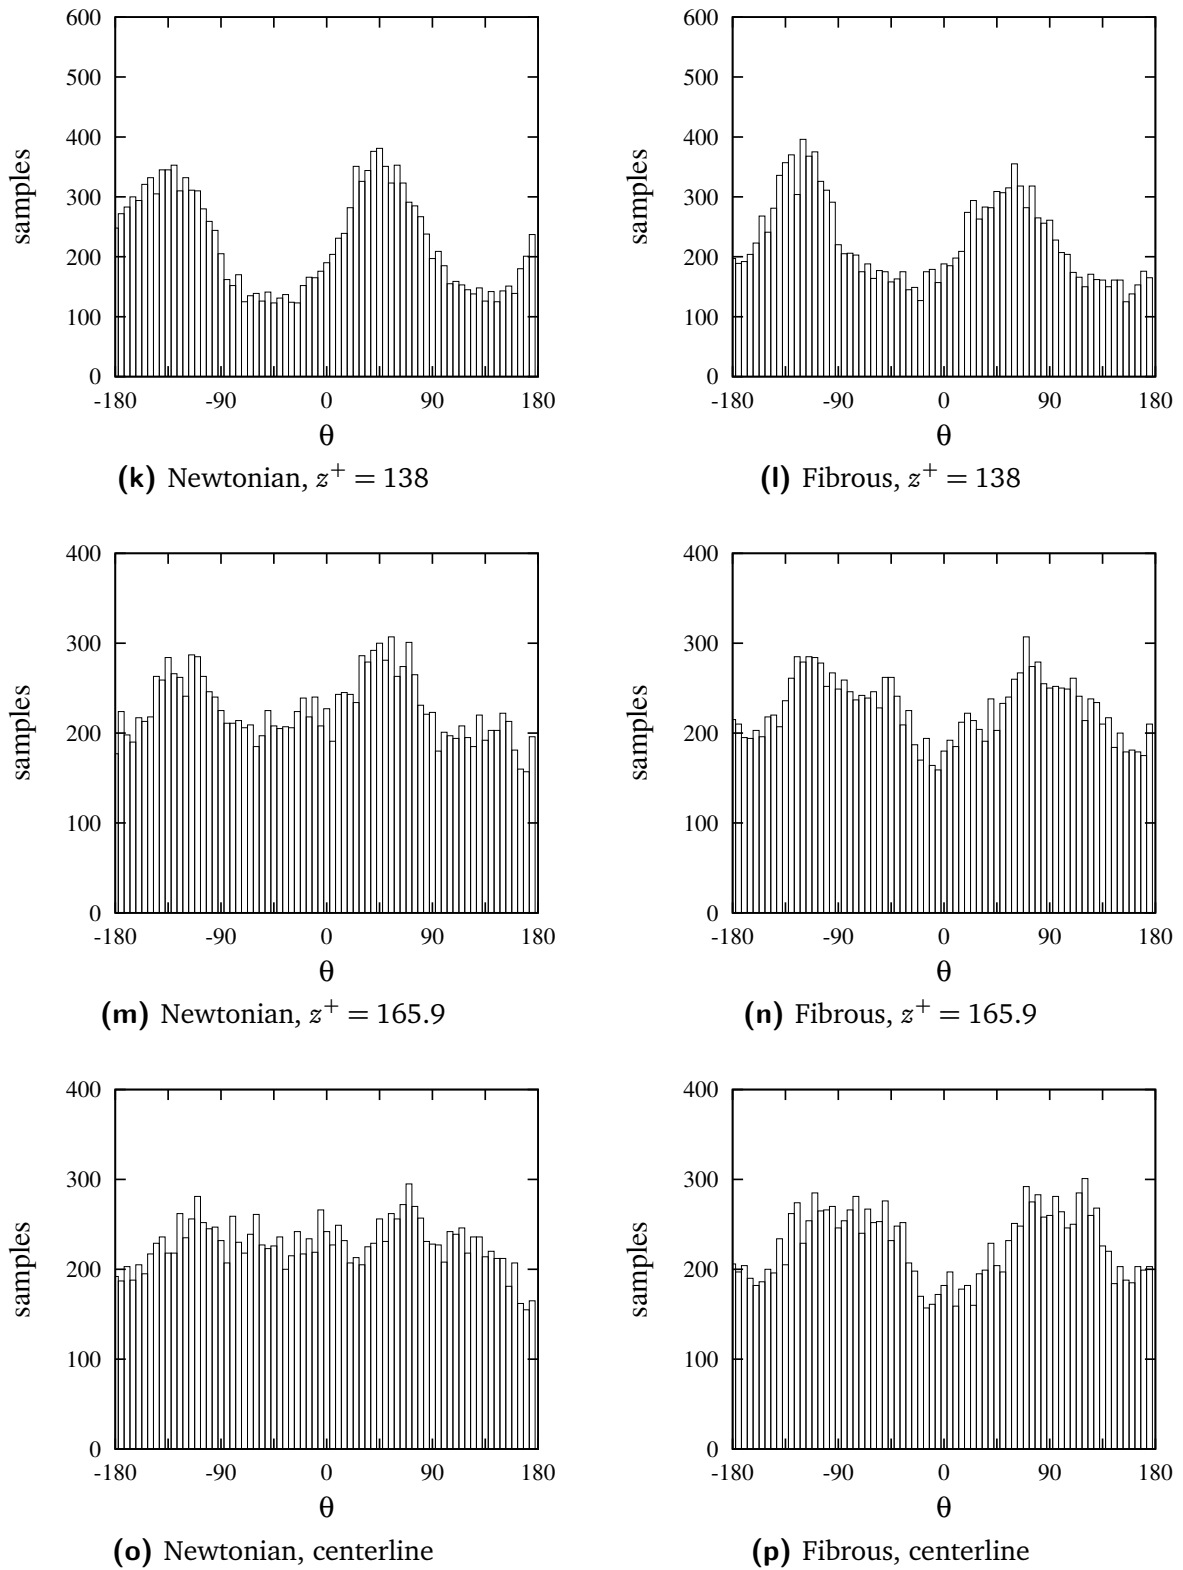 600
500
400
300
200
100
0
samples
-180 -90 0 90 180
θ
(k) Newtonian, z+ = 138
600
500
400
300
200
100
0
samples
-180 -90 0 90 180
θ
(l) Fibrous, z+ = 138
400
300
200
100
0
samples
-180 -90 0 90 180
θ
(m) Newtonian, z+ = 165.9
400
300
200
100
0
samples
-180 -90 0 90 180
θ
(n) Fibrous, z+ = 165.9
400
300
200
100
0
samples
-180 -90 0 90 180
θ
(o) Newtonian, centerline
400
300
200
100
0
samples
-180 -90 0 90 180
θ
(p) Fibrous, centerline